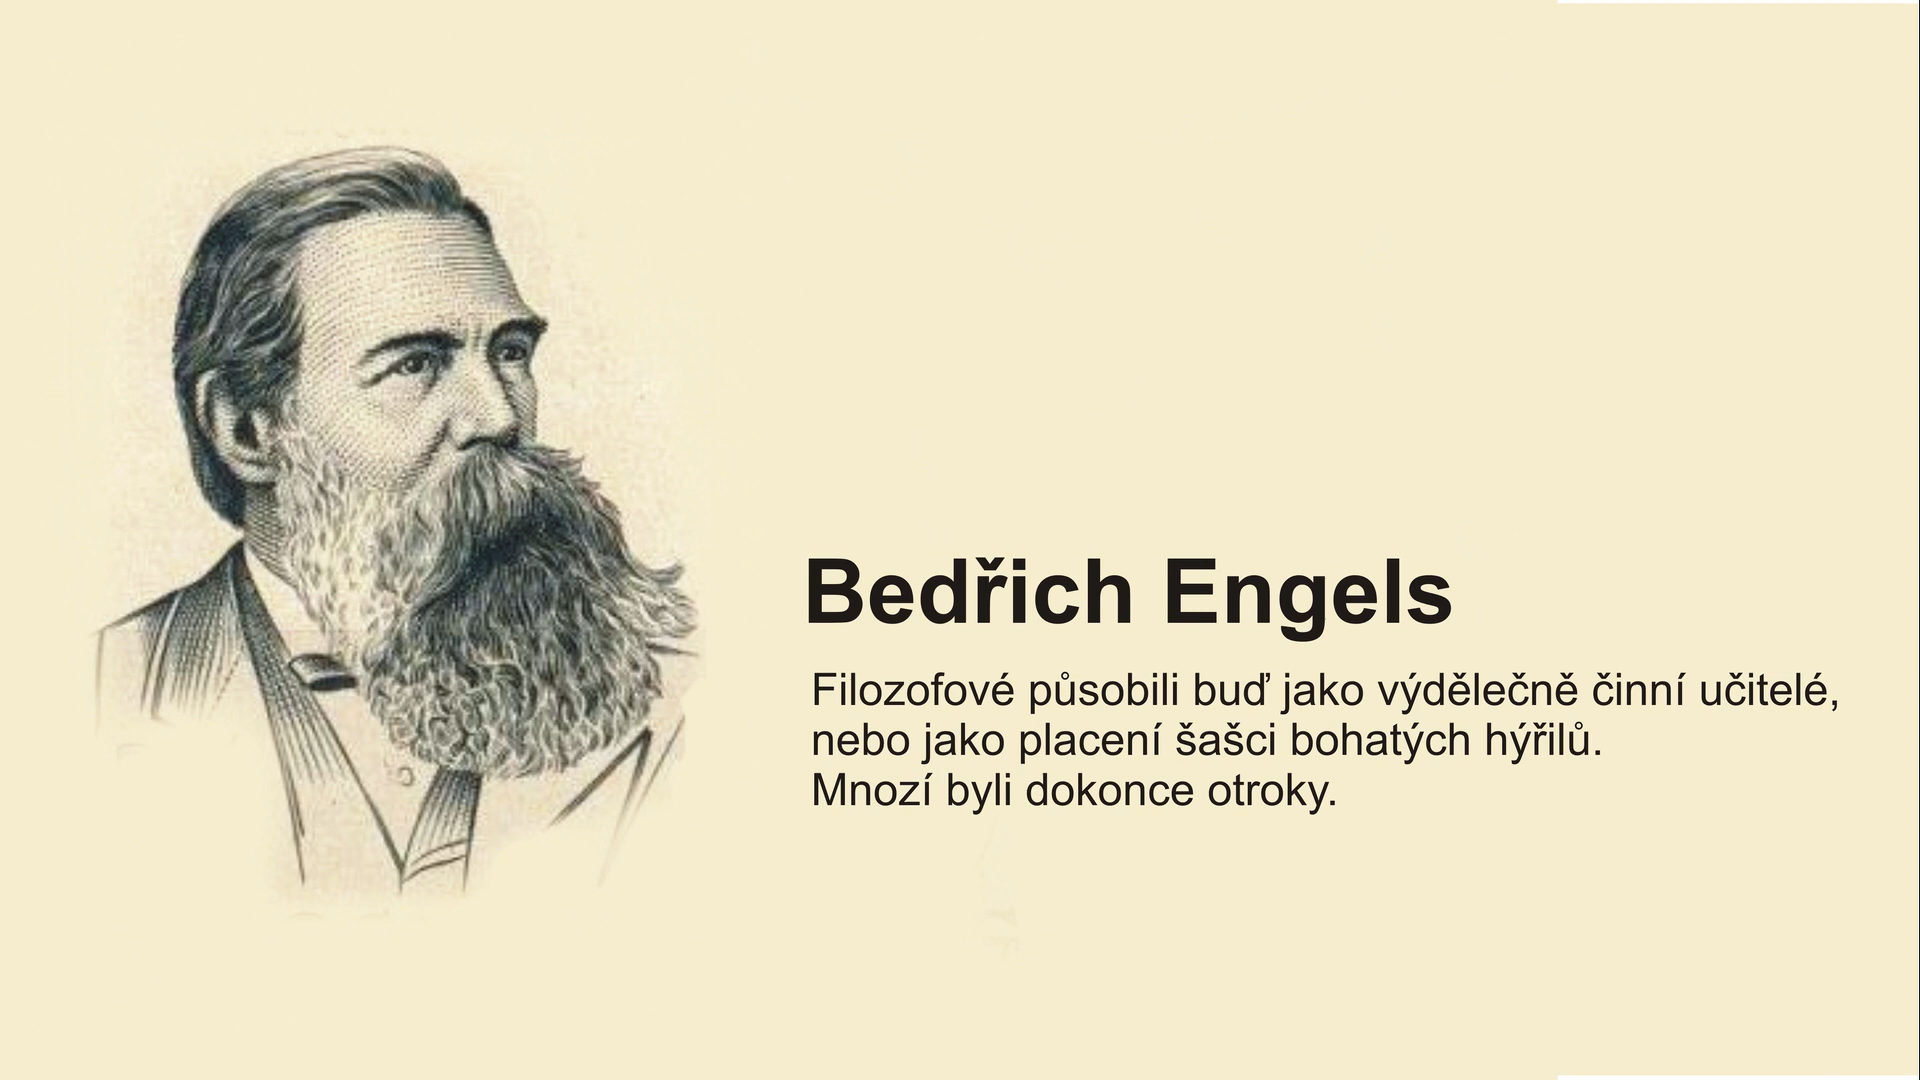 Bedřich Engels
Filozofové působili buď jako výdělečně činní učitelé,
nebo jako placení šašci bohatých hýřilů.
Mnozí byli dokonce otroky.